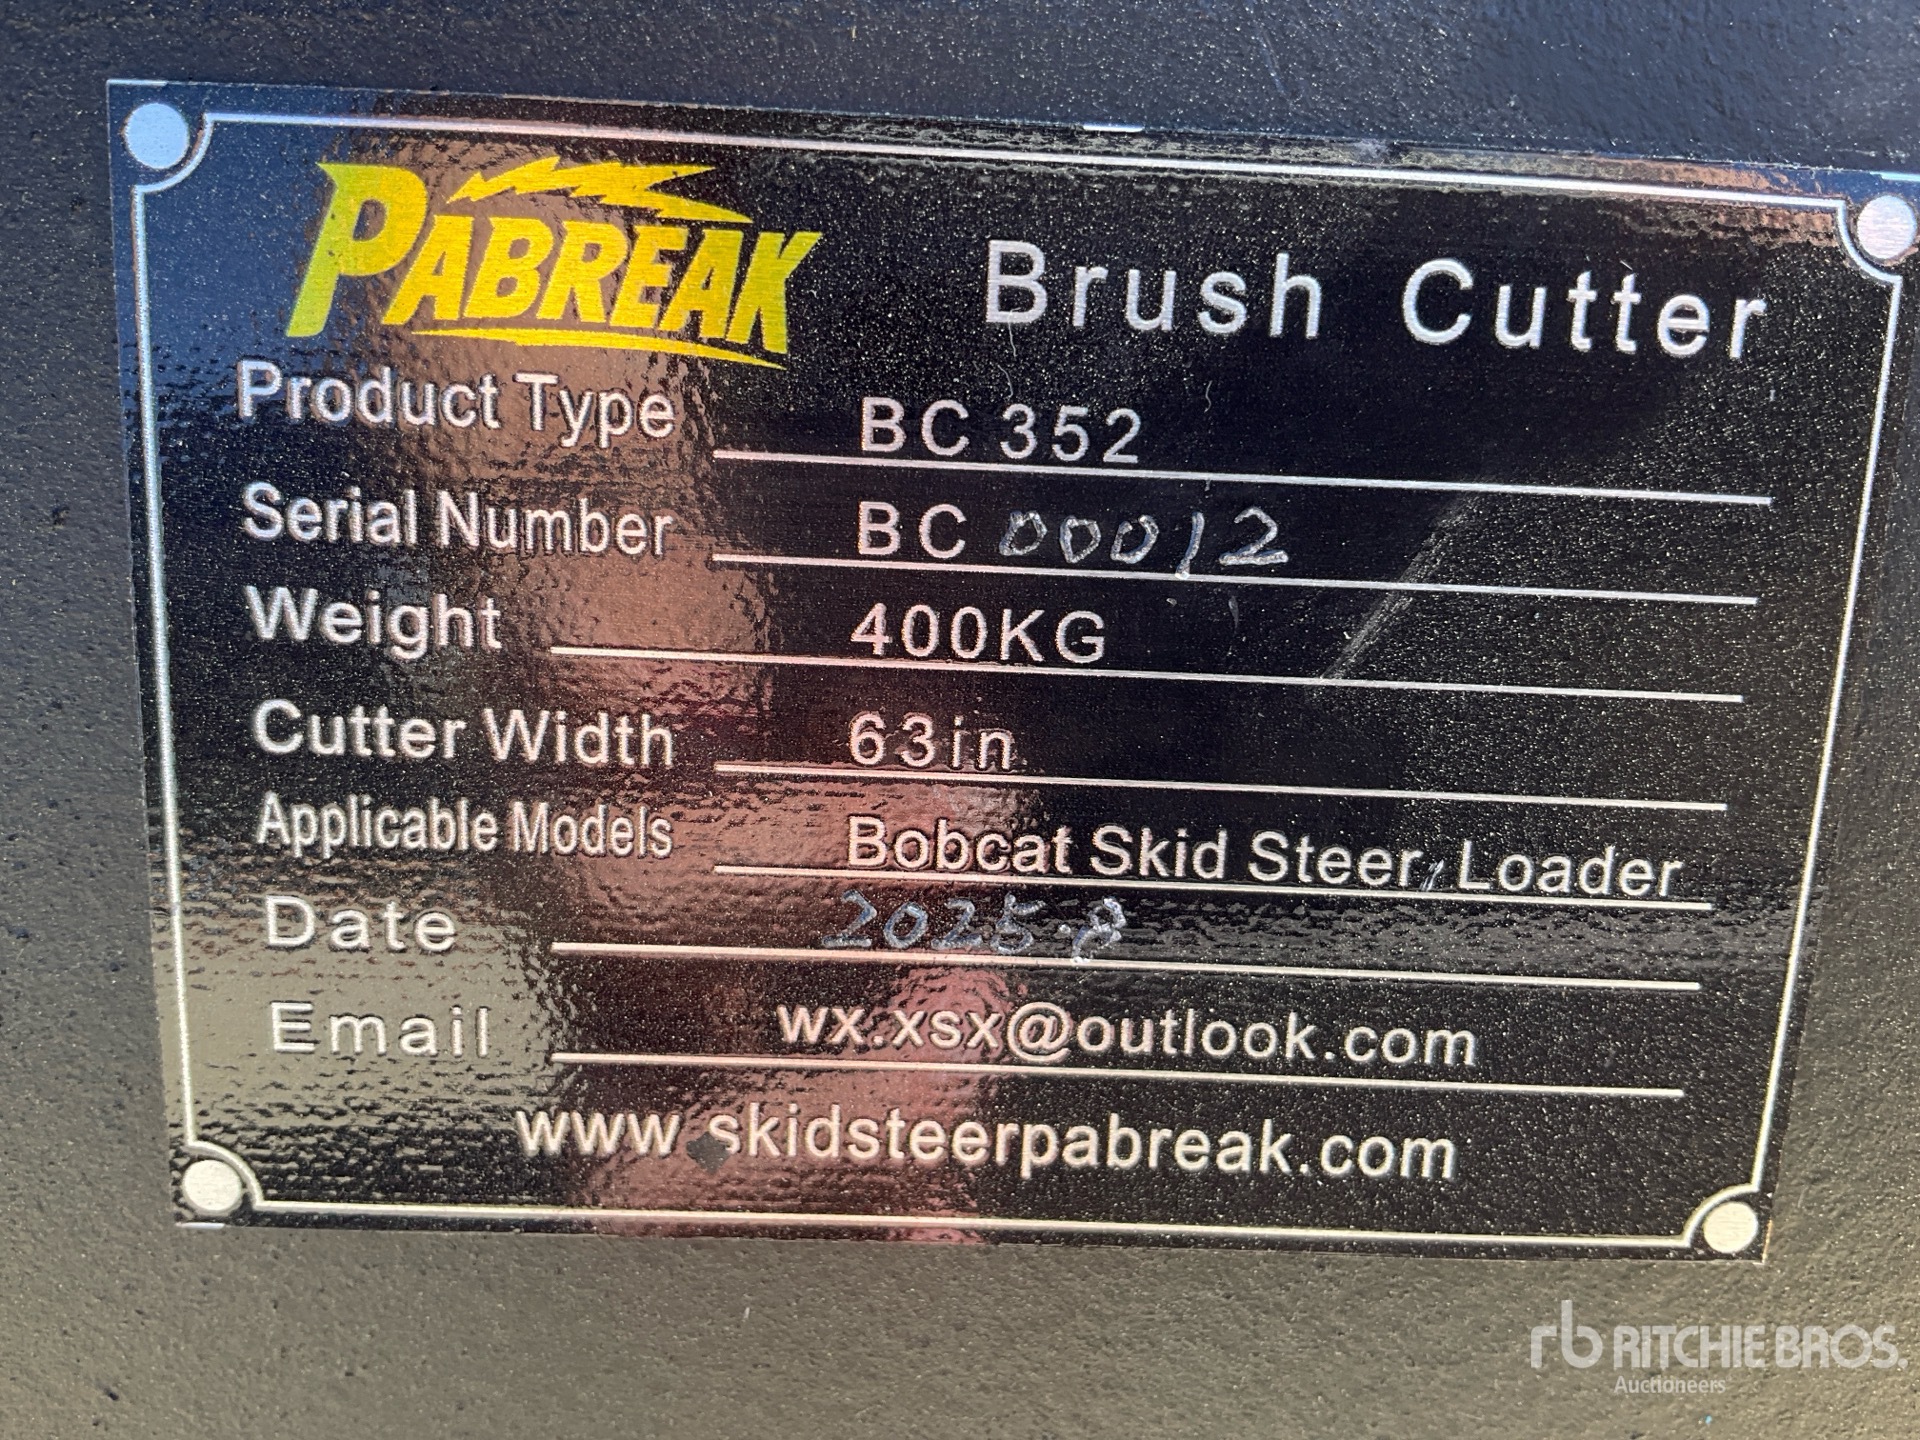 PABREAK Brush Cutter
Product Type BC 352
Serial Number BC 00012
Weight 400KG
Cutter Width 63in
Applicable Models Bobcat Skid Steer, Loader
Date 2025.8
Email wx.xsx@outlook.com
www.skidsteerpabreak.com
rb RITCHIE BROS.
Auctioneers